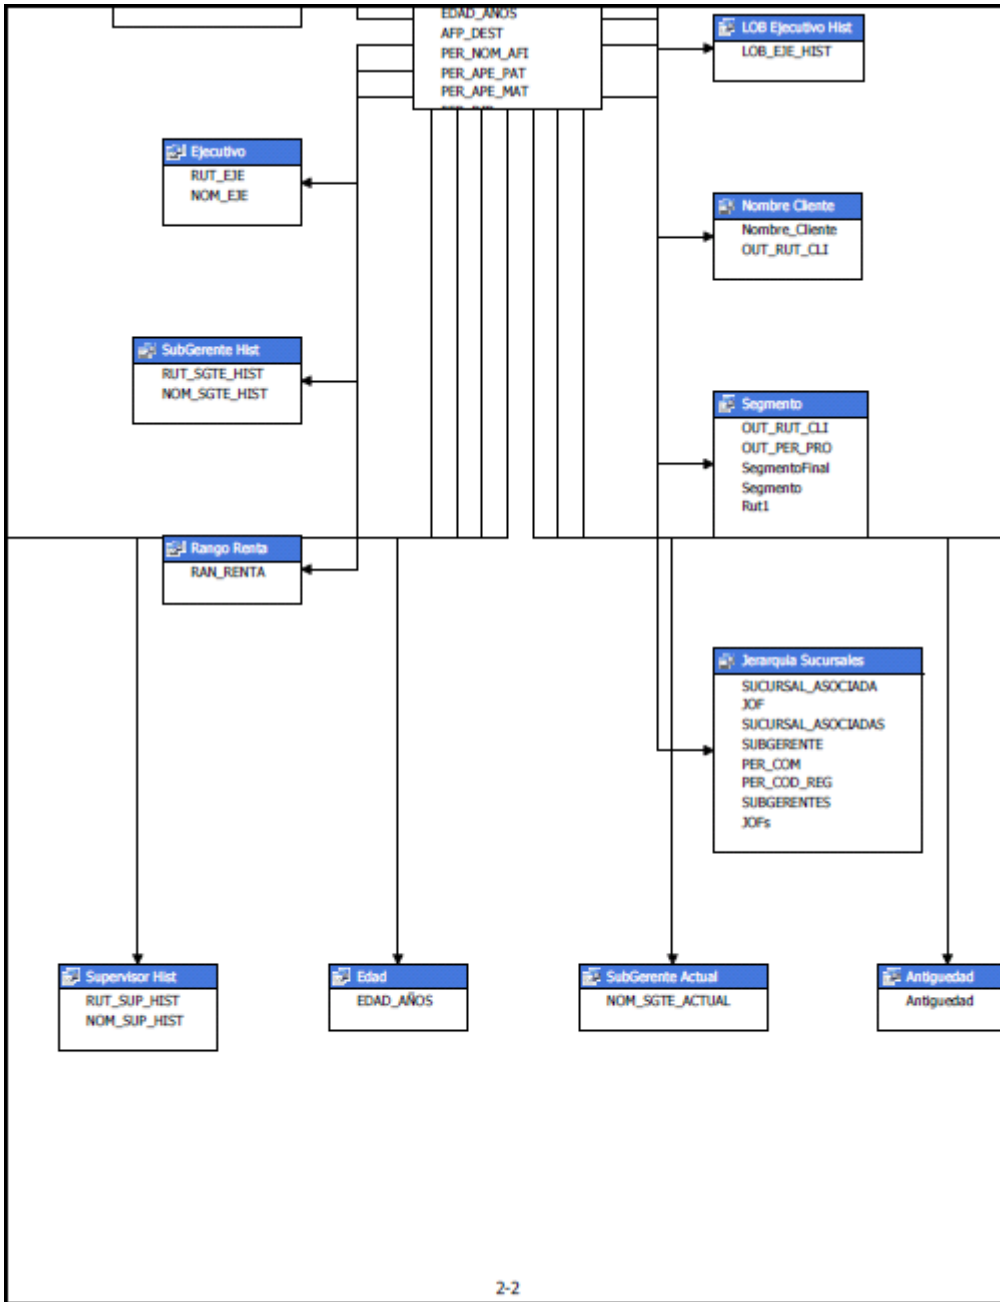 EDAD_AÑOS
AFP_DEST
PER_NOM_AFI
PER_APE_PAT
PER_APE_MAT
LOB Ejecutivo Hist
LOB_EJE_HIST
Ejecutivo
RUT_EJE
NOM_EJE
Nombre Cliente
Nombre_Cliente
OUT_RUT_CLI
SubGerente Hist
RUT_SGTE_HIST
NOM_SGTE_HIST
Segmento
OUT_RUT_CLI
OUT_PER_PRO
SegmentoFinal
Segmento
Rut1
Rango Renta
RAN_RENTA
Jerarquia Sucursales
SUCURSAL_ASOCIADA
JOF
SUCURSAL_ASOCIADAS
SUBGERENTE
PER_COM
PER_COD_REG
SUBGERENTES
JOFs
Supervisor Hist
RUT_SUP_HIST
NOM_SUP_HIST
Edad
EDAD_AÑOS
SubGerente Actual
NOM_SGTE_ACTUAL
Antiguedad
Antiguedad
2-2